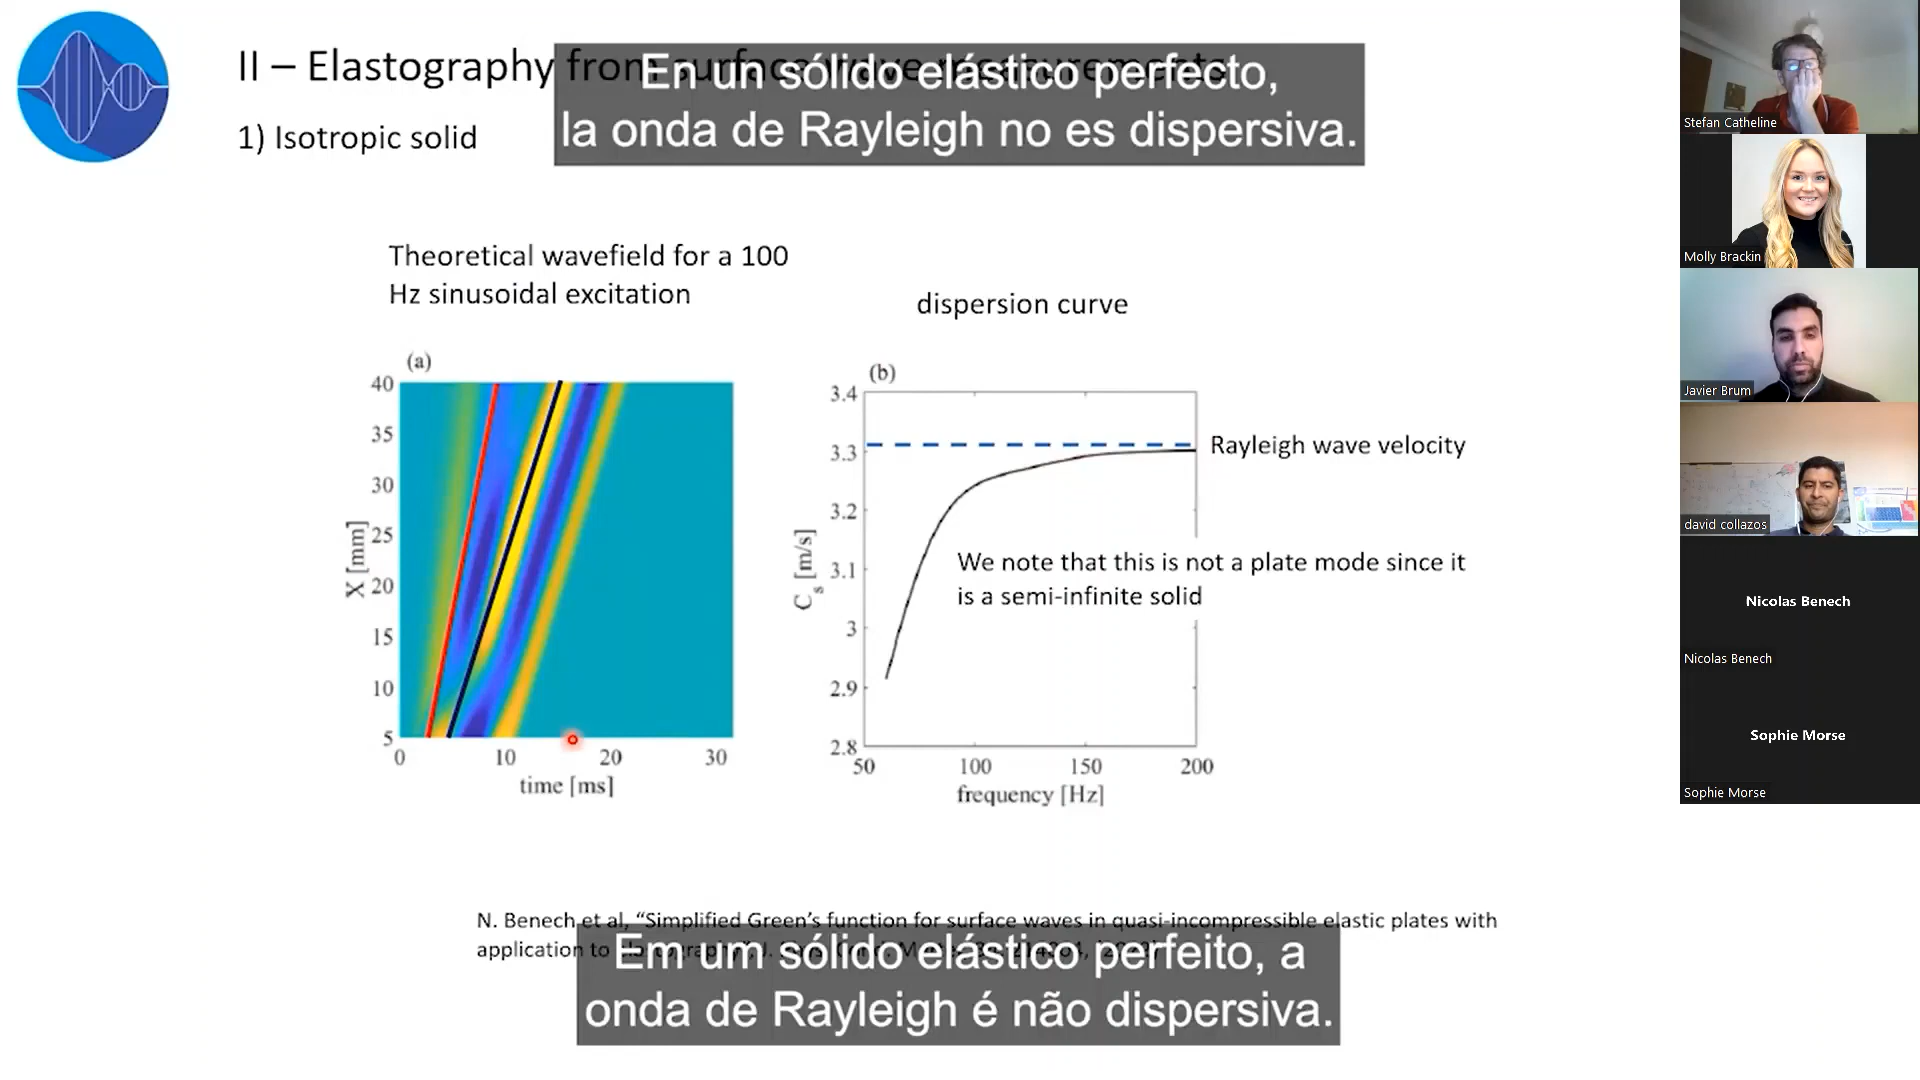 II – Elastography from surface wave measurements
En un sólido elástico perfecto,
la onda de Rayleigh no es dispersiva.
1) Isotropic solid
Theoretical wavefield for a 100
Hz sinusoidal excitation
dispersion curve
(a)
40
35
30
25
20
15
10
5
X [mm]
0 10 20 30
time [ms]
(b)
3.4
3.3
3.2
3.1
3
2.9
2.8
C_s [m/s]
50 100 150 200
frequency [Hz]
Rayleigh wave velocity
We note that this is not a plate mode since it
is a semi-infinite solid
N. Benech et al, “Simplified Green’s function for surface waves in quasi-incompressible elastic plates with
application to
Em um sólido elástico perfeito, a
onda de Rayleigh é não dispersiva.
Stefan Catheline
Molly Brackin
Javier Brum
david collazos
Nicolas Benech
Nicolas Benech
Sophie Morse
Sophie Morse